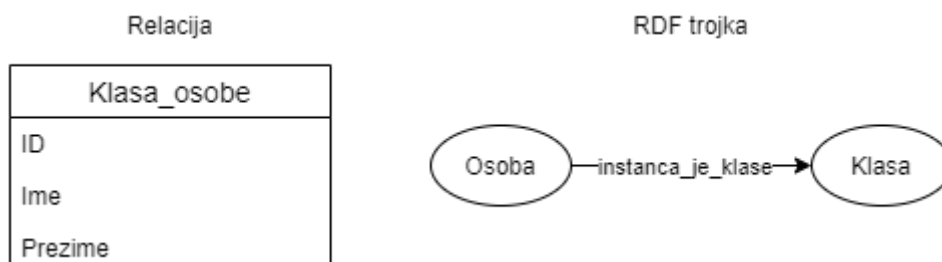 Relacija
RDF trojka
Klasa_osobe
ID
Ime
Prezime
Osoba
instanca_je_klase
Klasa